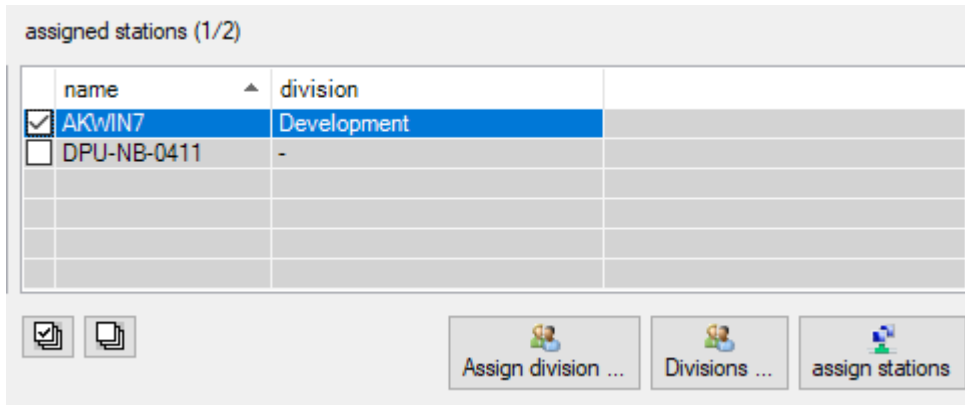 assigned stations (1/2)
name division
AKWIN7 Development
DPU-NB-0411 -
Assign division ... Divisions ... assign stations